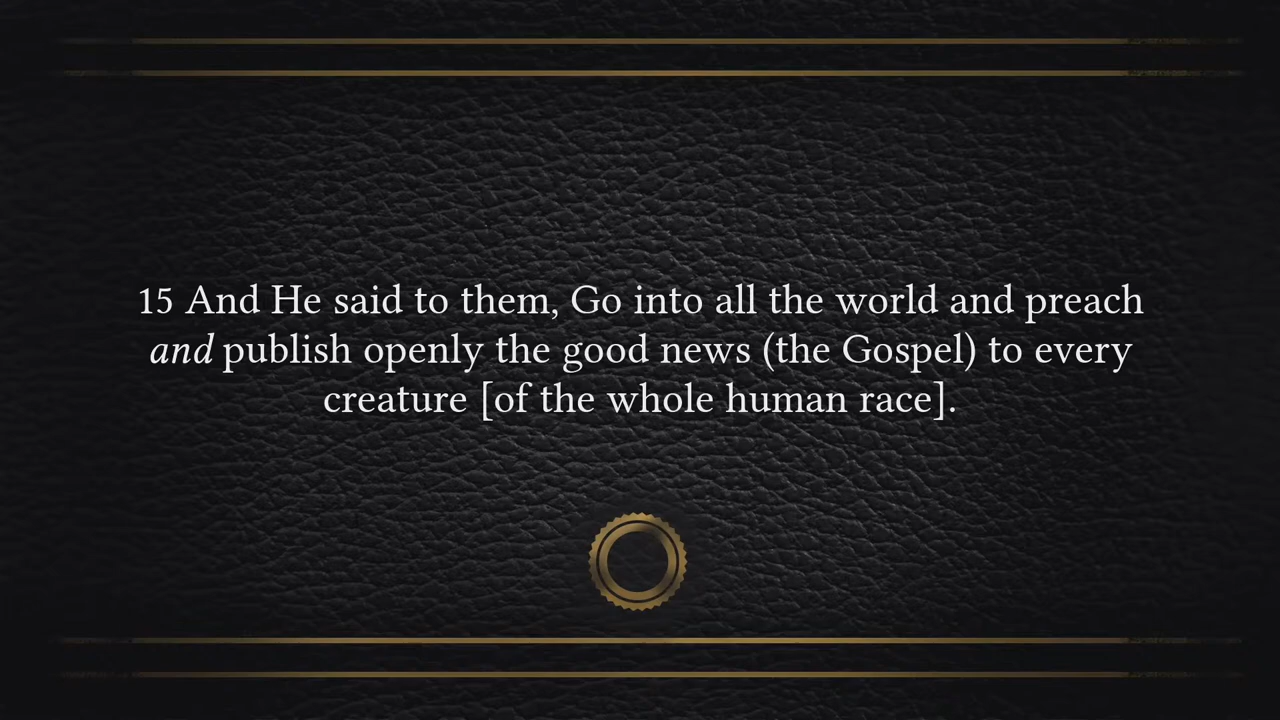 15 And He said to them, Go into all the world and preach
and publish openly the good news (the Gospel) to every
creature [of the whole human race].